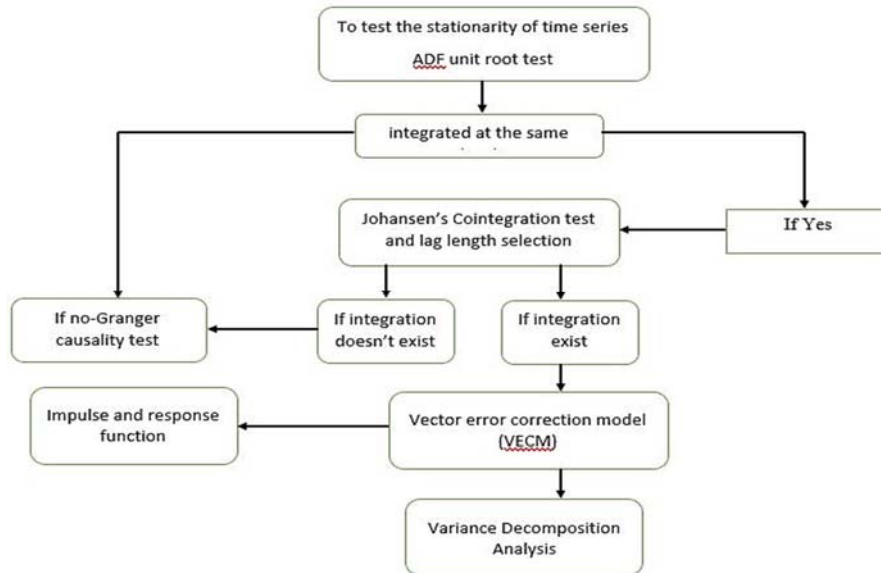 To test the stationarity of time series
ADF unit root test
integrated at the same
If Yes
Johansen's Cointegration test
and lag length selection
If no-Granger
causality test
If integration
doesn't exist
If integration
exist
Impulse and response
function
Vector error correction model
(VECM)
Variance Decomposition
Analysis